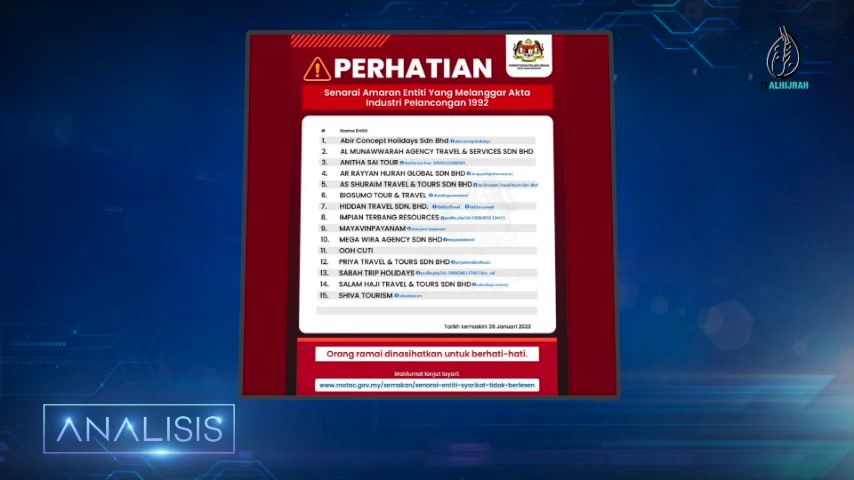 PERHATIAN
Senarai Amaran Entiti Yang Melanggar Akta
Industri Pelancongan 1992
# Nama Entiti
1. Abir Concept Holidays Sdn Bhd
2. AL MUNAWWARAH AGENCY TRAVEL & SERVICES SDN BHD
3. ANITHA SAI TOUR
4. AR RAYYAN HIJRAH GLOBAL SDN BHD
5. AS SHURAIM TRAVEL & TOURS SDN BHD
6. BIGSUMO TOUR & TRAVEL
7. HIDDAN TRAVEL SDN. BHD.
8. IMPIAN TERBANG RESOURCES
9. MAYAVINPAYANAM
10. MEGA WIRA AGENCY SDN BHD
11. OOH CUTI
12. PRIYA TRAVEL & TOURS SDN BHD
13. SABAH TRIP HOLIDAYS
14. SALAM HAJI TRAVEL & TOURS SDN BHD
15. SHIVA TOURISM
Tarikh kemaskini 26 Januari 2023
Orang ramai dinasihatkan untuk berhati-hati.
Maklumat lanjut layari:
www.motac.gov.my/semakan/senarai-entiti-syarikat-tidak-berlesen
TVALHIJRAH
ANALISIS